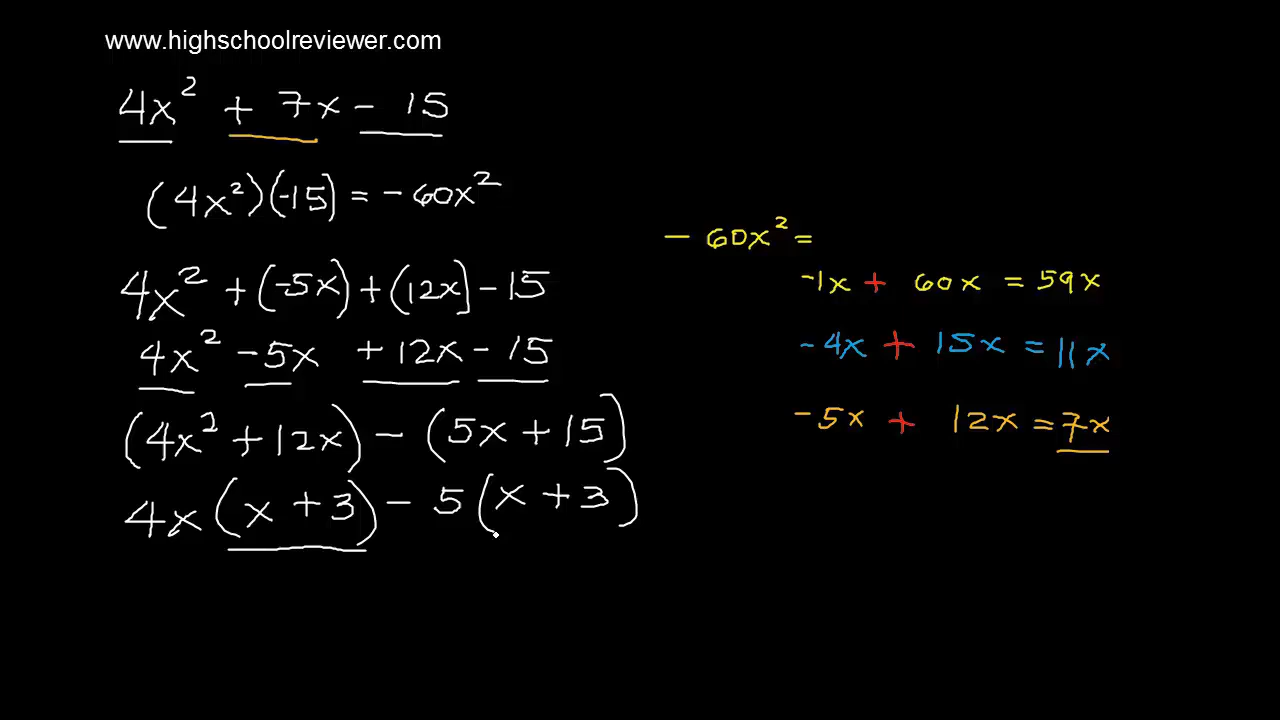 www.highschoolreviewer.com
4x² + 7x - 15
(4x²)(-15) = - 60x²
4x² + (-5x) + (12x) - 15
4x² - 5x + 12x - 15
(4x² + 12x) - (5x + 15)
4x (x + 3) - 5 (x + 3)
- 60x² =
-1x + 60x = 59x
- 4x + 15x = 11x
- 5x + 12x = 7x